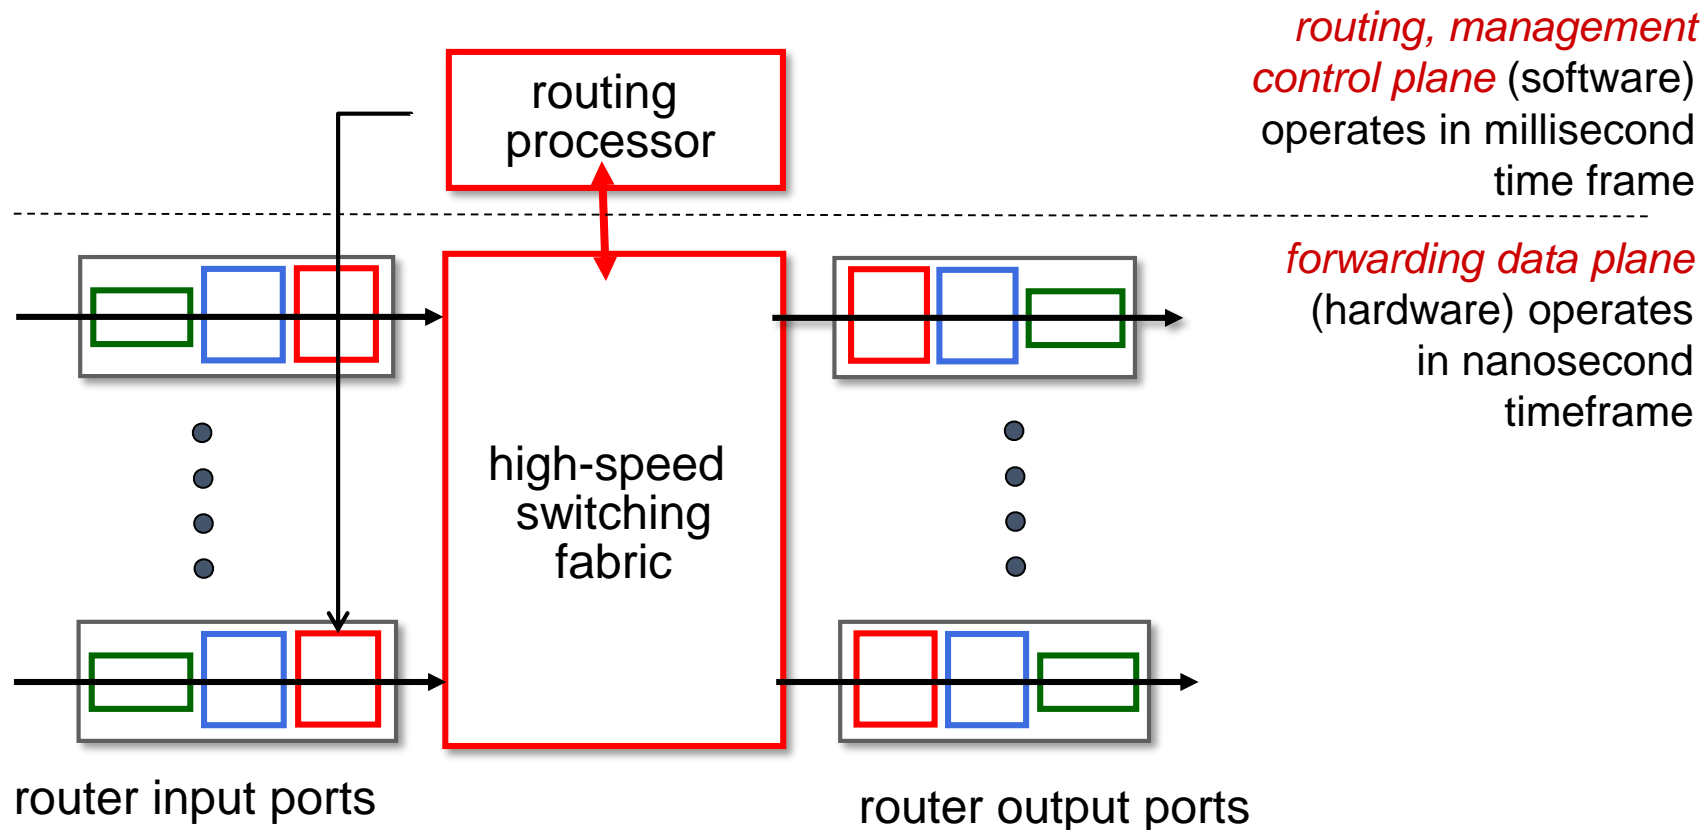 routing, management
control plane (software)
operates in millisecond
time frame
routing
processor
forwarding data plane
(hardware) operates
in nanosecond
timeframe
high-speed
switching
fabric
router input ports
router output ports